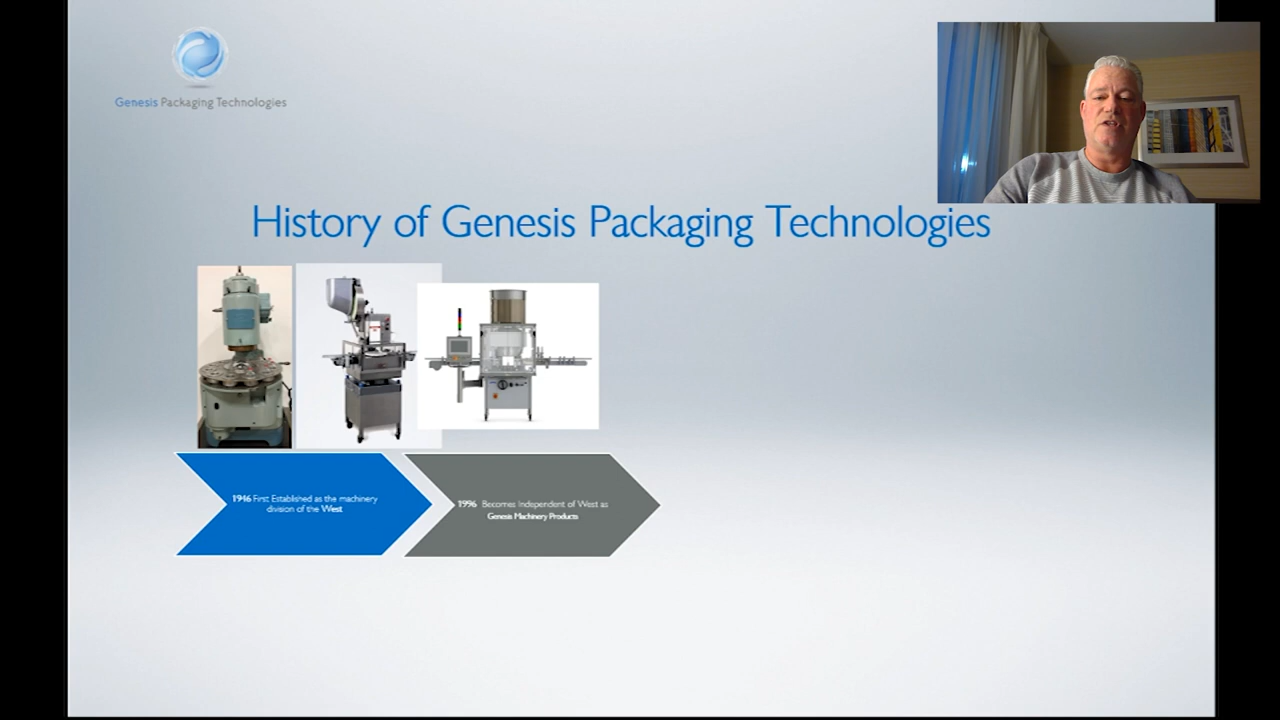 Genesis Packaging Technologies
History of Genesis Packaging Technologies
1946 First Established as the machinery
division of the West
1996 Becomes Independent of West as
Genesis Machinery Products